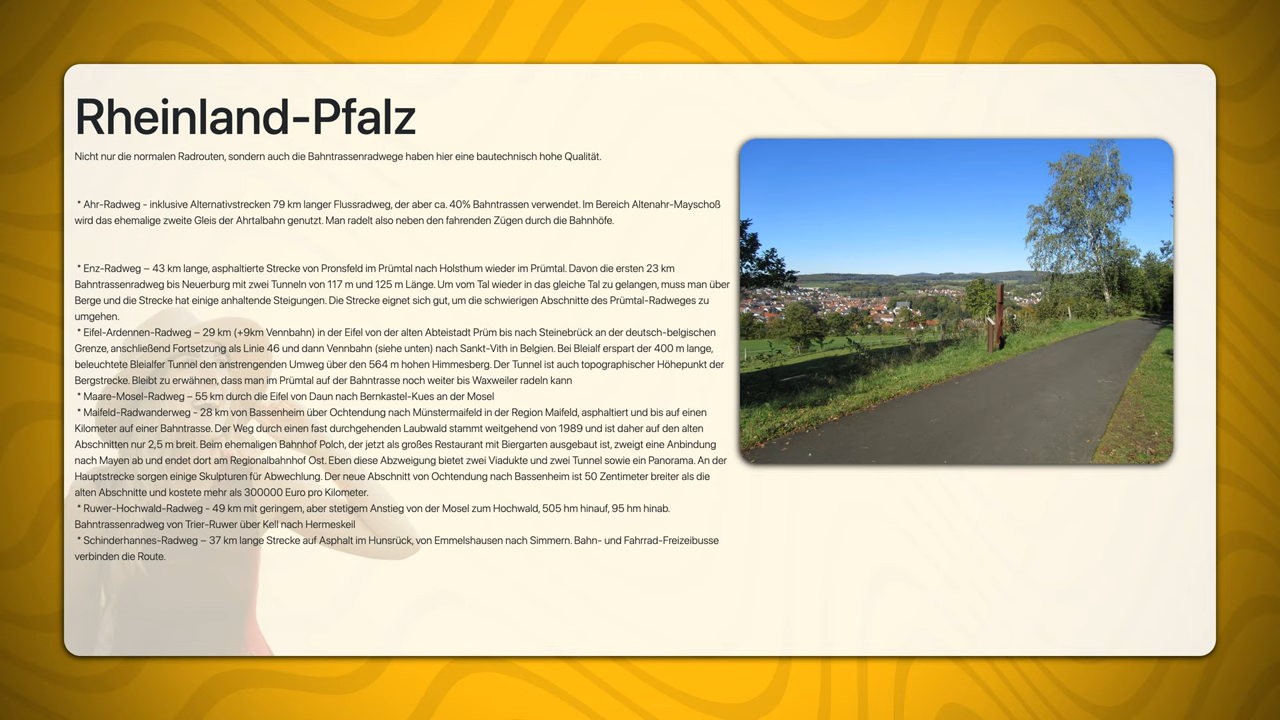 Rheinland-Pfalz
Nicht nur die normalen Radrouten, sondern auch die Bahntrassenradwege haben hier eine bautechnisch hohe Qualität.
* Ahr-Radweg - inklusive Alternativstrecken 79 km langer Flussradweg, der aber ca. 40% Bahntrassen verwendet. Im Bereich Altenahr-Mayschoß
wird das ehemalige zweite Gleis der Ahrtalbahn genutzt. Man radelt also neben den fahrenden Zügen durch die Bahnhöfe.
* Enz-Radweg – 43 km lange, asphaltierte Strecke von Pronsfeld im Prümtal nach Holsthum wieder im Prümtal. Davon die ersten 23 km
Bahntrassenradweg bis Neuerburg mit zwei Tunneln von 117 m und 125 m Länge. Um vom Tal wieder in das gleiche Tal zu gelangen, muss man über
Berge und die Strecke hat einige anhaltende Steigungen. Die Strecke eignet sich gut, um die schwierigen Abschnitte des Prümtal-Radweges zu
umgehen.
* Eifel-Ardennen-Radweg – 29 km (+9km Vennbahn) in der Eifel von der alten Abteistadt Prüm bis nach Steinebrück an der deutsch-belgischen
Grenze, anschließend Fortsetzung als Linie 46 und dann Vennbahn (siehe unten) nach Sankt-Vith in Belgien. Bei Bleialf erspart der 400 m lange,
beleuchtete Bleialfer Tunnel den anstrengenden Umweg über den 564 m hohen Himmesberg. Der Tunnel ist auch topographischer Höhepunkt der
Bergstrecke. Bleibt zu erwähnen, dass man im Prümtal auf der Bahntrasse noch weiter bis Waxweiler radeln kann
* Maare-Mosel-Radweg – 55 km durch die Eifel von Daun nach Bernkastel-Kues an der Mosel
* Maifeld-Radwanderweg - 28 km von Bassenheim über Ochtendung nach Münstermaifeld in der Region Maifeld, asphaltiert und bis auf einen
Kilometer auf einer Bahntrasse. Der Weg durch einen fast durchgehenden Laubwald stammt weitgehend von 1989 und ist daher auf den alten
Abschnitten nur 2,5 m breit. Beim ehemaligen Bahnhof Polch, der jetzt als großes Restaurant mit Biergarten ausgebaut ist, zweigt eine Anbindung
nach Mayen ab und endet dort am Regionalbahnhof Ost. Eben diese Abzweigung bietet zwei Viadukte und zwei Tunnel sowie ein Panorama. An der
Hauptstrecke sorgen einige Skulpturen für Abwechlung. Der neue Abschnitt von Ochtendung nach Bassenheim ist 50 Zentimeter breiter als die
alten Abschnitte und kostete mehr als 300000 Euro pro Kilometer.
* Ruwer-Hochwald-Radweg - 49 km mit geringem, aber stetigem Anstieg von der Mosel zum Hochwald, 505 hm hinauf, 95 hm hinab.
Bahntrassenradweg von Trier-Ruwer über Kell nach Hermeskeil
* Schinderhannes-Radweg – 37 km lange Strecke auf Asphalt im Hunsrück, von Emmelshausen nach Simmern. Bahn- und Fahrrad-Freizeibusse
verbinden die Route.